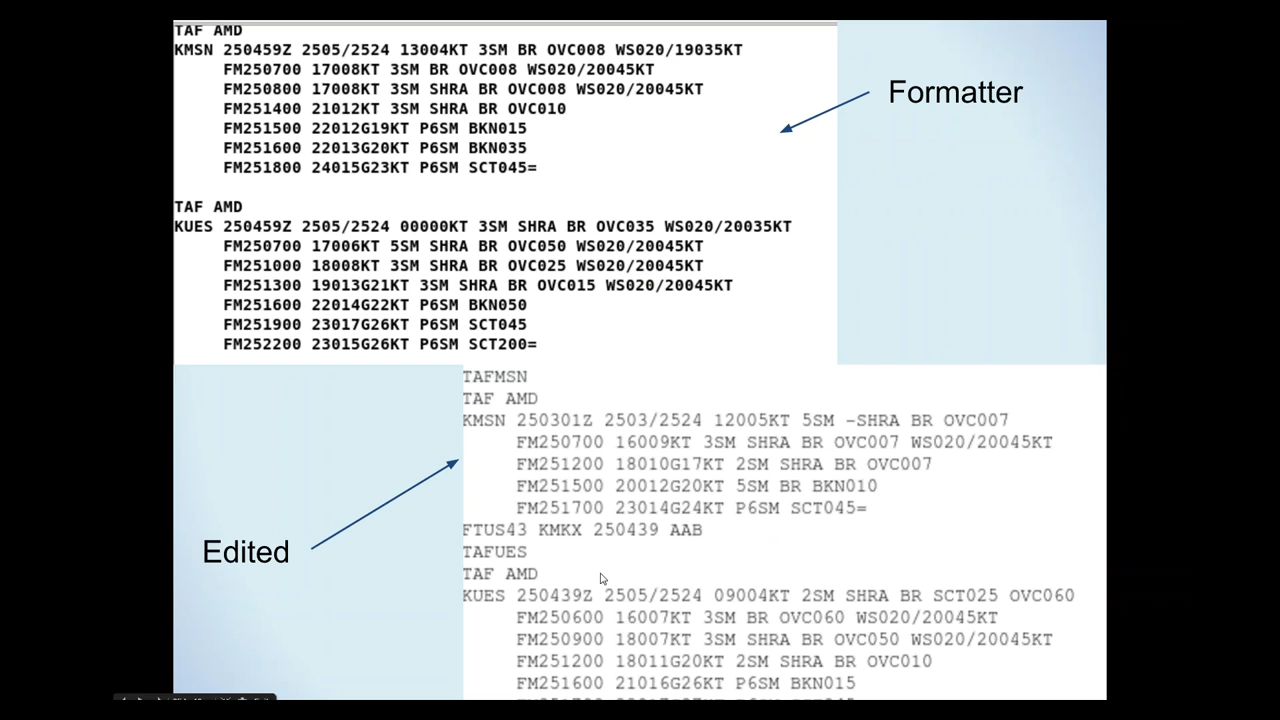 TAF AMD
KMSN 250459Z 2505/2524 13004KT 3SM BR OVC008 WS020/19035KT
FM250700 17008KT 3SM BR OVC008 WS020/20045KT
FM250800 17008KT 3SM SHRA BR OVC008 WS020/20045KT
FM251400 21012KT 3SM SHRA BR OVC010
FM251500 22012G19KT P6SM BKN015
FM251600 22013G20KT P6SM BKN035
FM251800 24015G23KT P6SM SCT045=
Formatter
TAF AMD
KUES 250459Z 2505/2524 00000KT 3SM SHRA BR OVC035 WS020/20035KT
FM250700 17006KT 5SM SHRA BR OVC050 WS020/20045KT
FM251000 18008KT 3SM SHRA BR OVC025 WS020/20045KT
FM251300 19013G21KT 3SM SHRA BR OVC015 WS020/20045KT
FM251600 22014G22KT P6SM BKN050
FM251900 23017G26KT P6SM SCT045
FM252200 23015G26KT P6SM SCT200=
Edited
TAFMSN
TAF AMD
KMSN 250301Z 2503/2524 12005KT 5SM -SHRA BR OVC007
FM250700 16009KT 3SM SHRA BR OVC007 WS020/20045KT
FM251200 18010G17KT 2SM SHRA BR OVC007
FM251500 20012G20KT 5SM BR BKN010
FM251700 23014G24KT P6SM SCT045=
FTUS43 KMKX 250439 AAB
TAFUES
TAF AMD
KUES 250439Z 2505/2524 09004KT 2SM SHRA BR SCT025 OVC060
FM250600 16007KT 3SM BR OVC060 WS020/20045KT
FM250900 18007KT 3SM SHRA BR OVC050 WS020/20045KT
FM251200 18011G20KT 2SM SHRA BR OVC010
FM251600 21016G26KT P6SM BKN015